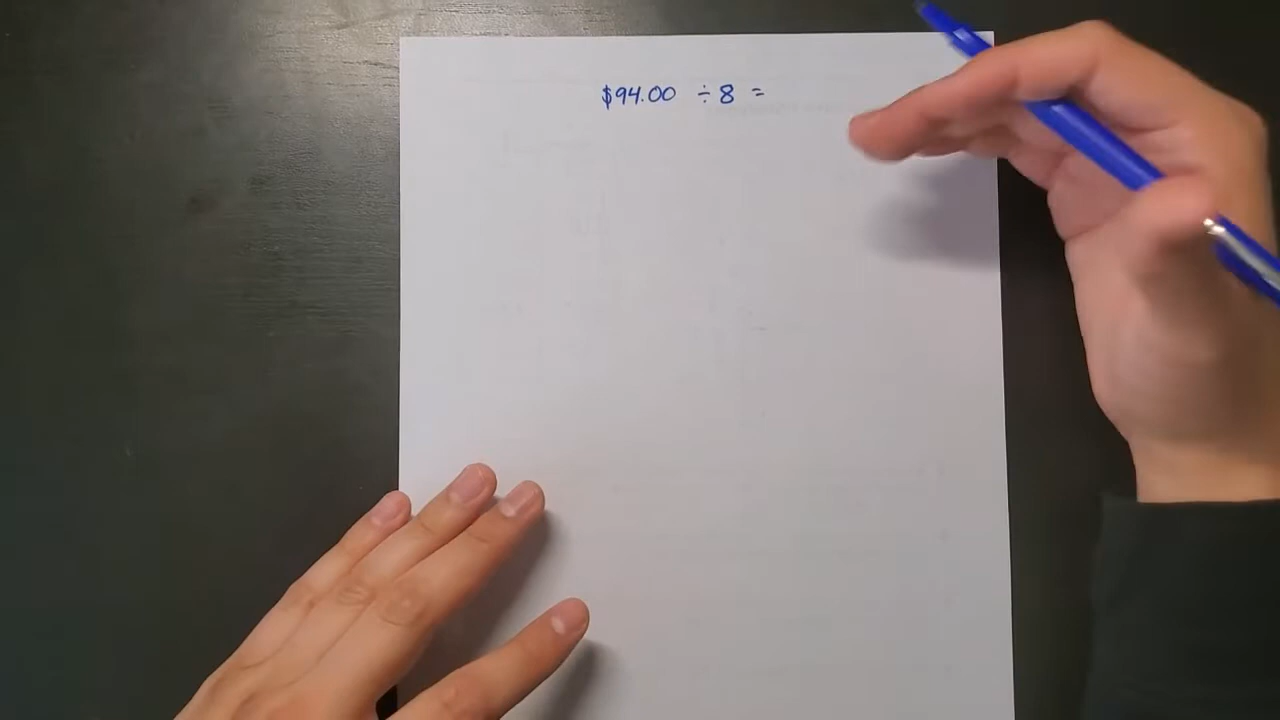 $94.00 ÷ 8 =